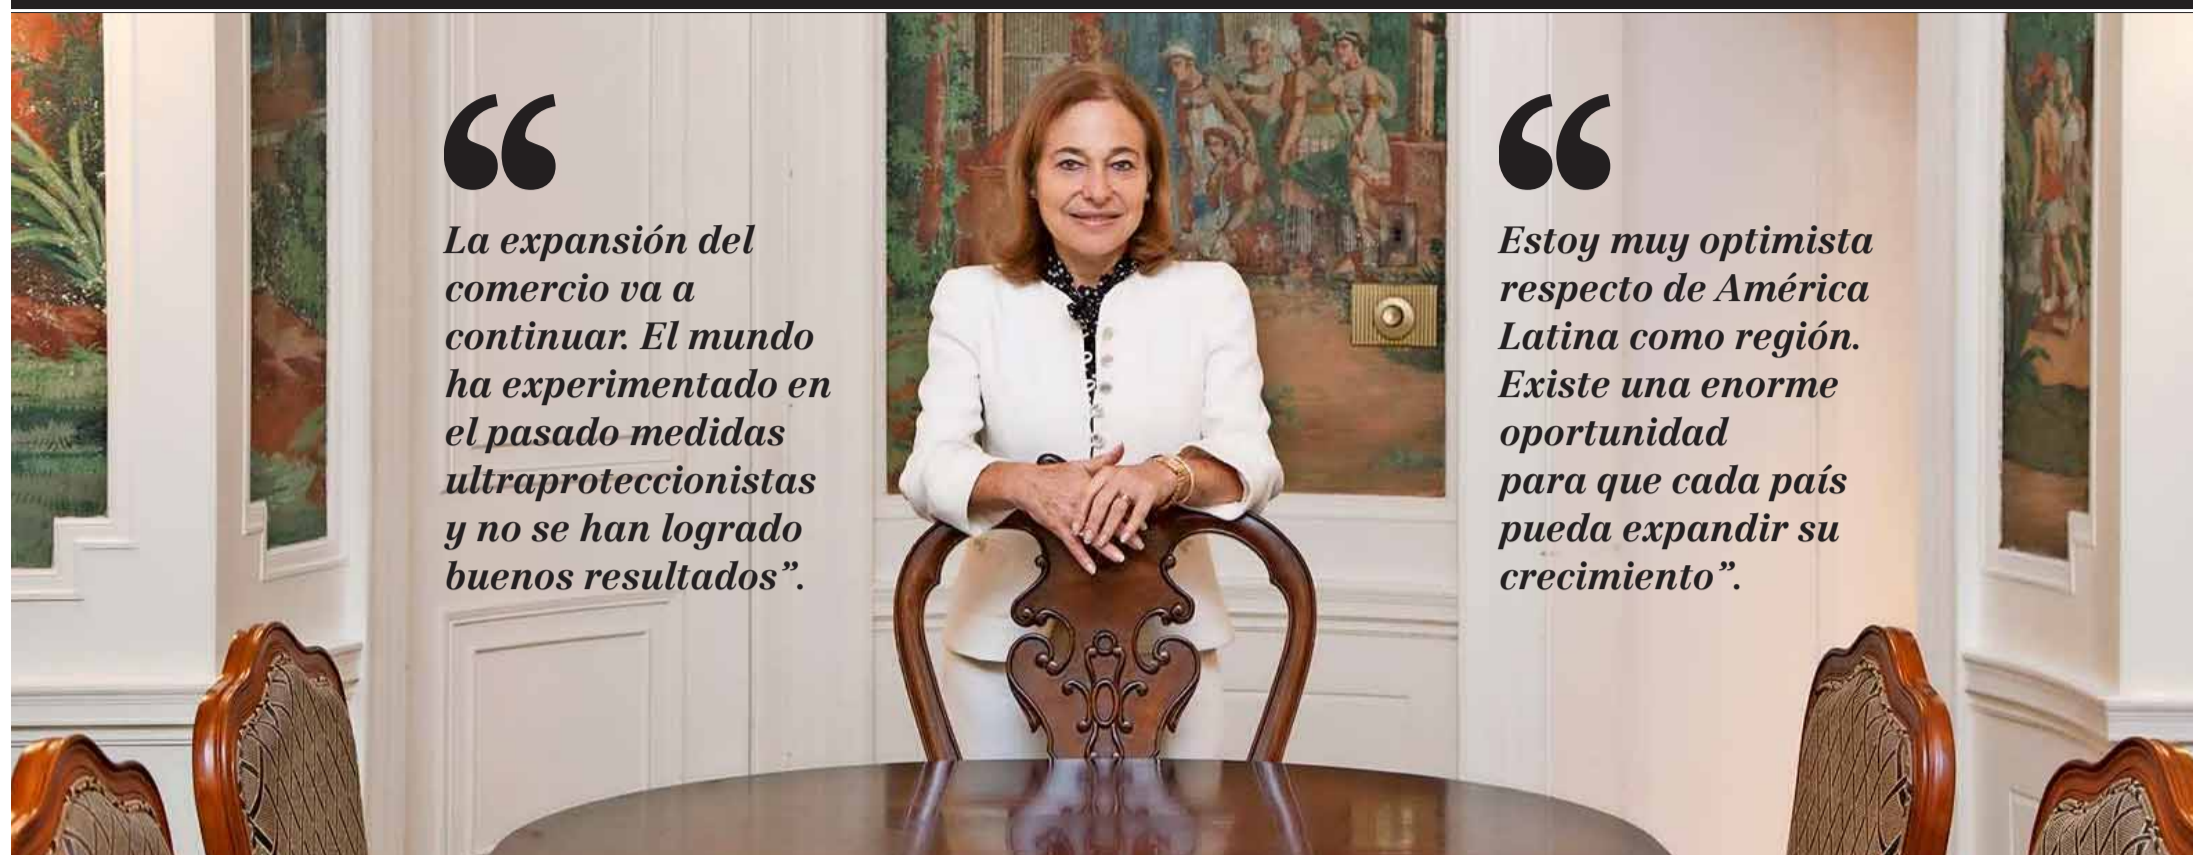 “
La expansión del
comercio va a
continuar. El mundo
ha experimentado en
el pasado medidas
ultraproteccionistas
y no se han logrado
buenos resultados”.
“
Estoy muy optimista
respecto de América
Latina como región.
Existe una enorme
oportunidad
para que cada país
pueda expandir su
crecimiento”.